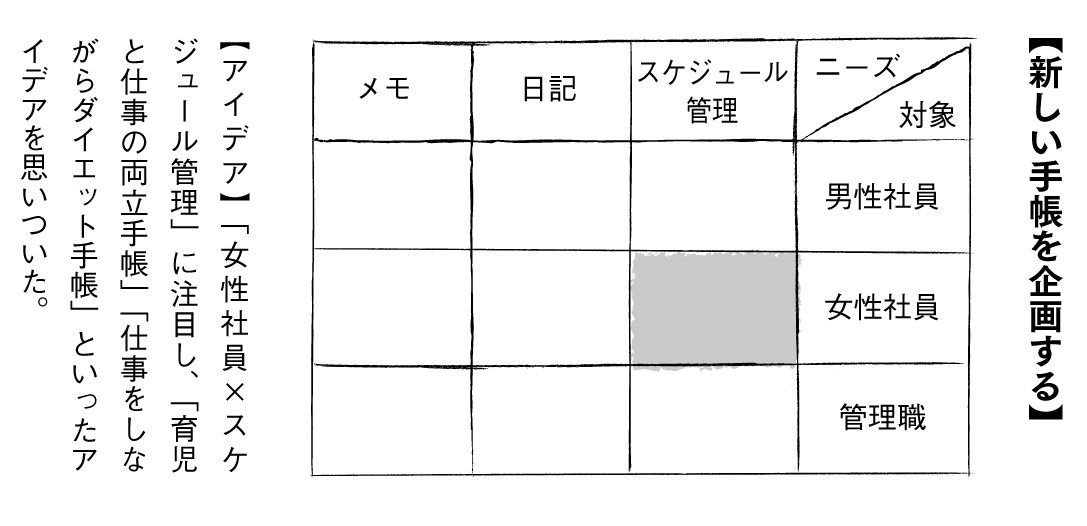 【新しい手帳を企画する】
ニーズ
対象
スケジュール
管理
日記
メモ
男性社員
女性社員
管理職
【アイデア】「女性社員×スケ
ジュール管理」に注目し、「育児
と仕事の両立手帳」「仕事をしな
がらダイエット手帳」といったア
イデアを思いついた。